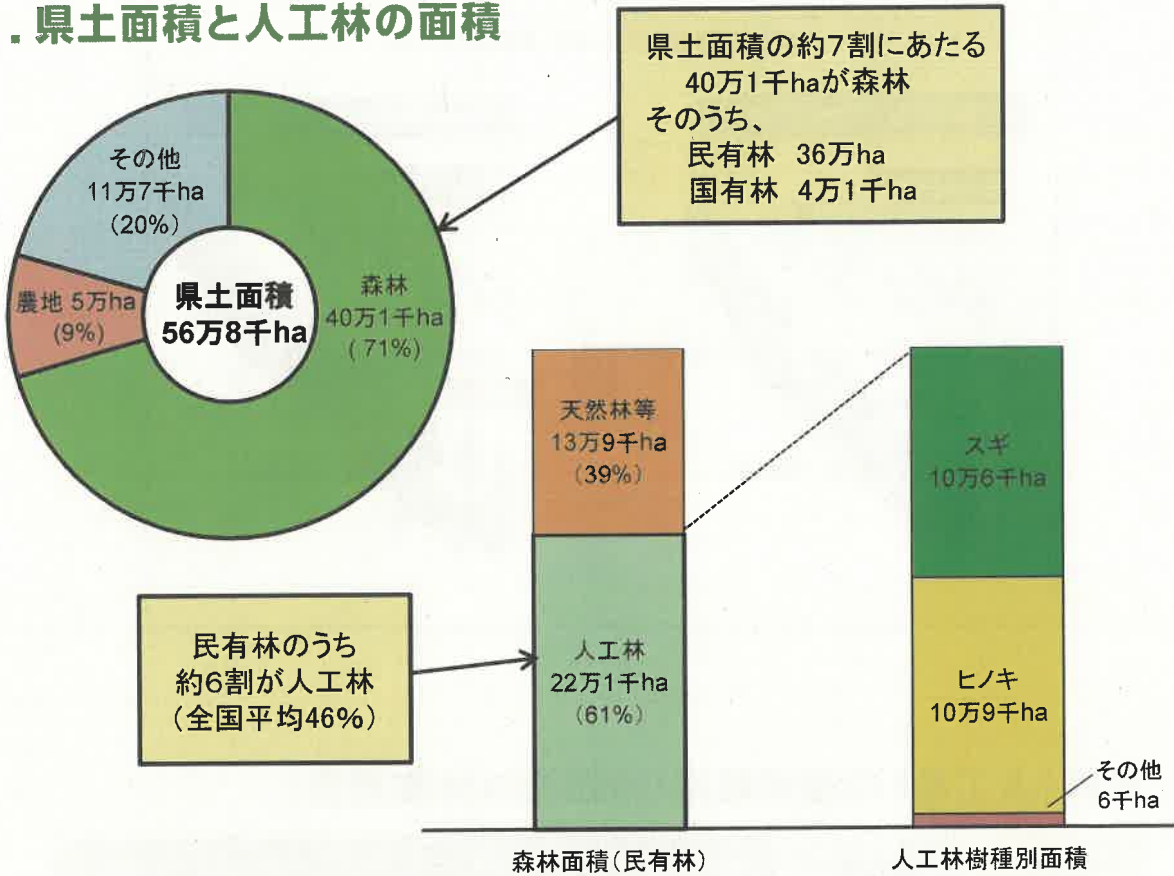 . 県土面積と人工林の面積
県土面積の約7割にあたる
40万1千haが森林
そのうち、
民有林 36万ha
国有林 4万1千ha
その他
11万7千ha
(20%)
農地 5万ha
(9%)
県土面積
56万8千ha
森林
40万1千ha
( 71%)
天然林等
13万9千ha
(39%)
人工林
22万1千ha
(61%)
民有林のうち
約6割が人工林
(全国平均46%)
スギ
10万6千ha
ヒノキ
10万9千ha
その他
6千ha
森林面積(民有林)
人工林樹種別面積